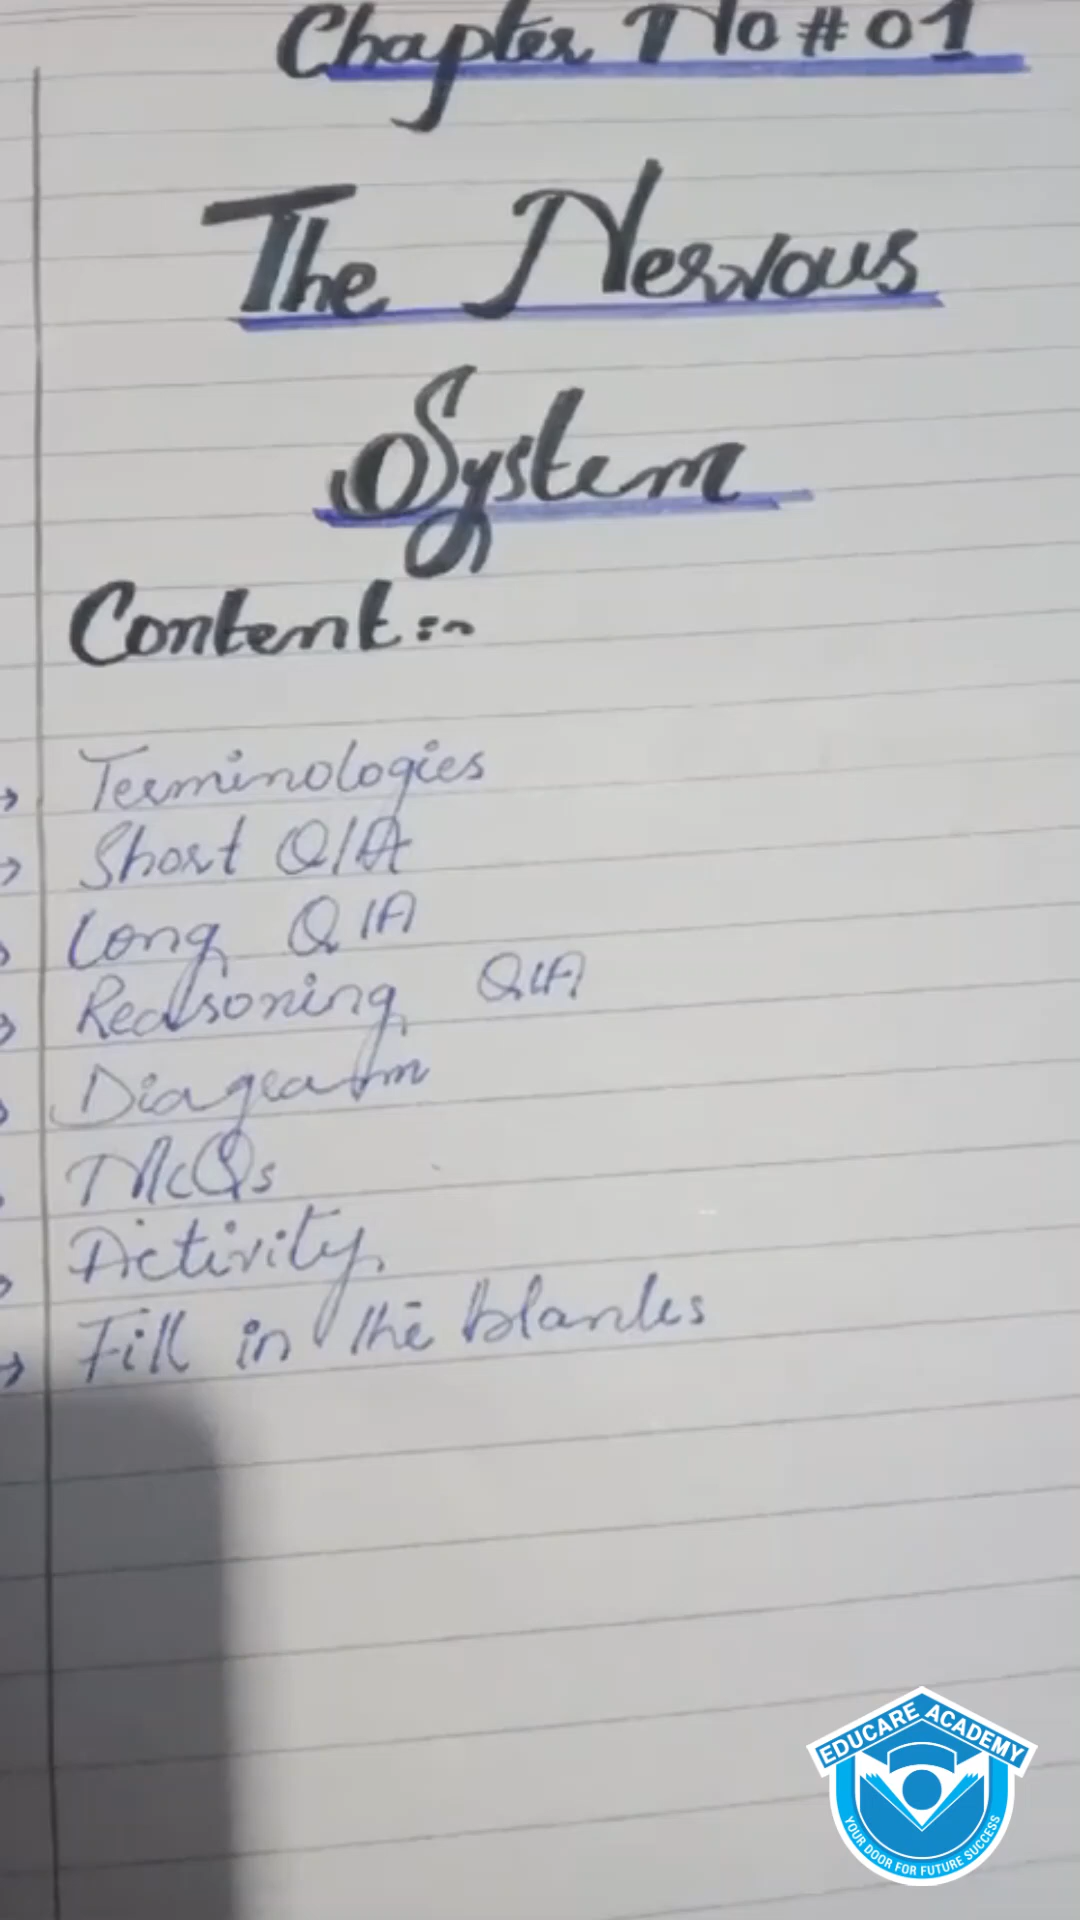 Chapter No # 01
The Nervous
System
Content:-
→ Terminologies
→ Short Q/A
→ Long Q/A
→ Reasoning Q/A
→ Diagram
→ McQs
→ Activity
→ Fill in the blanks
EDUCARE ACADEMY
YOUR DOOR FOR FUTURE SUCCESS